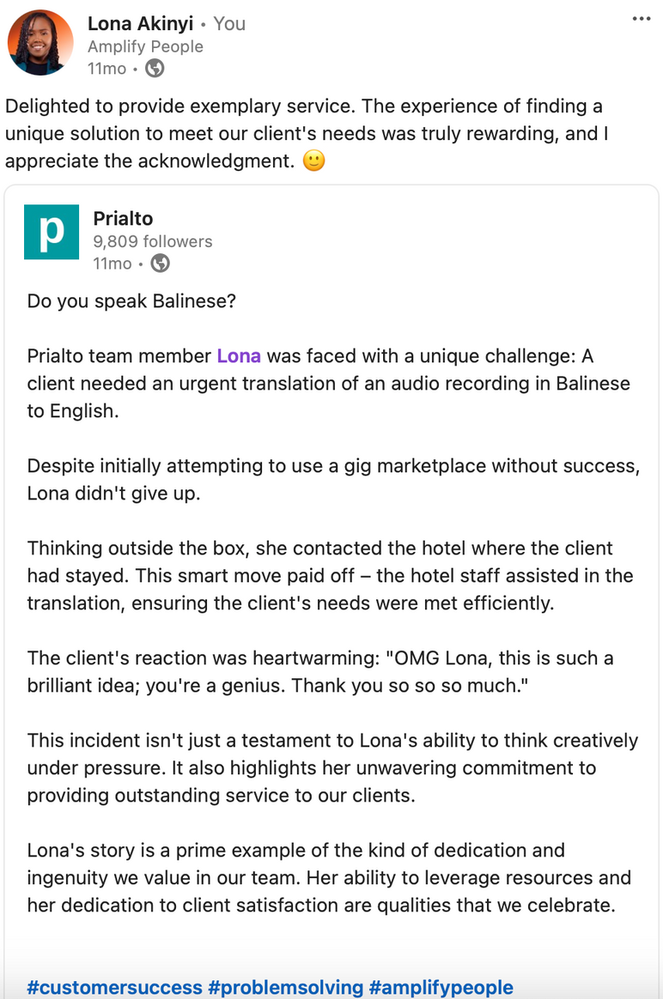 Lona Akinyi • You
Amplify People
11mo •
Delighted to provide exemplary service. The experience of finding a
unique solution to meet our client's needs was truly rewarding, and I
appreciate the acknowledgment. 🙂
p
Prialto
9,809 followers
11mo •
Do you speak Balinese?
Prialto team member Lona was faced with a unique challenge: A
client needed an urgent translation of an audio recording in Balinese
to English.
Despite initially attempting to use a gig marketplace without success,
Lona didn't give up.
Thinking outside the box, she contacted the hotel where the client
had stayed. This smart move paid off – the hotel staff assisted in the
translation, ensuring the client's needs were met efficiently.
The client's reaction was heartwarming: "OMG Lona, this is such a
brilliant idea; you're a genius. Thank you so so so much."
This incident isn't just a testament to Lona's ability to think creatively
under pressure. It also highlights her unwavering commitment to
providing outstanding service to our clients.
Lona's story is a prime example of the kind of dedication and
ingenuity we value in our team. Her ability to leverage resources and
her dedication to client satisfaction are qualities that we celebrate.
#customersuccess #problemsolving #amplifypeople